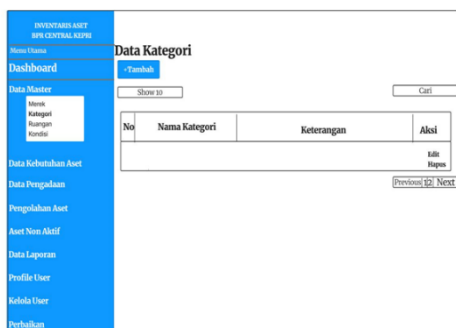 INVENTARIS ASET
BPR CENTRAL KEPRI
Menu Utama
Dashboard
Data Master
Merek
Kategori
Ruangan
Kondisi
Data Kebutuhan Aset
Data Pengadaan
Pengolahan Aset
Aset Non Aktif
Data Laporan
Profile User
Kelola User
Perbaikan
Data Kategori
+Tambah
Show 10 Cari
No Nama Kategori Keterangan Aksi
Edit
Hapus
Previous 1 2 Next